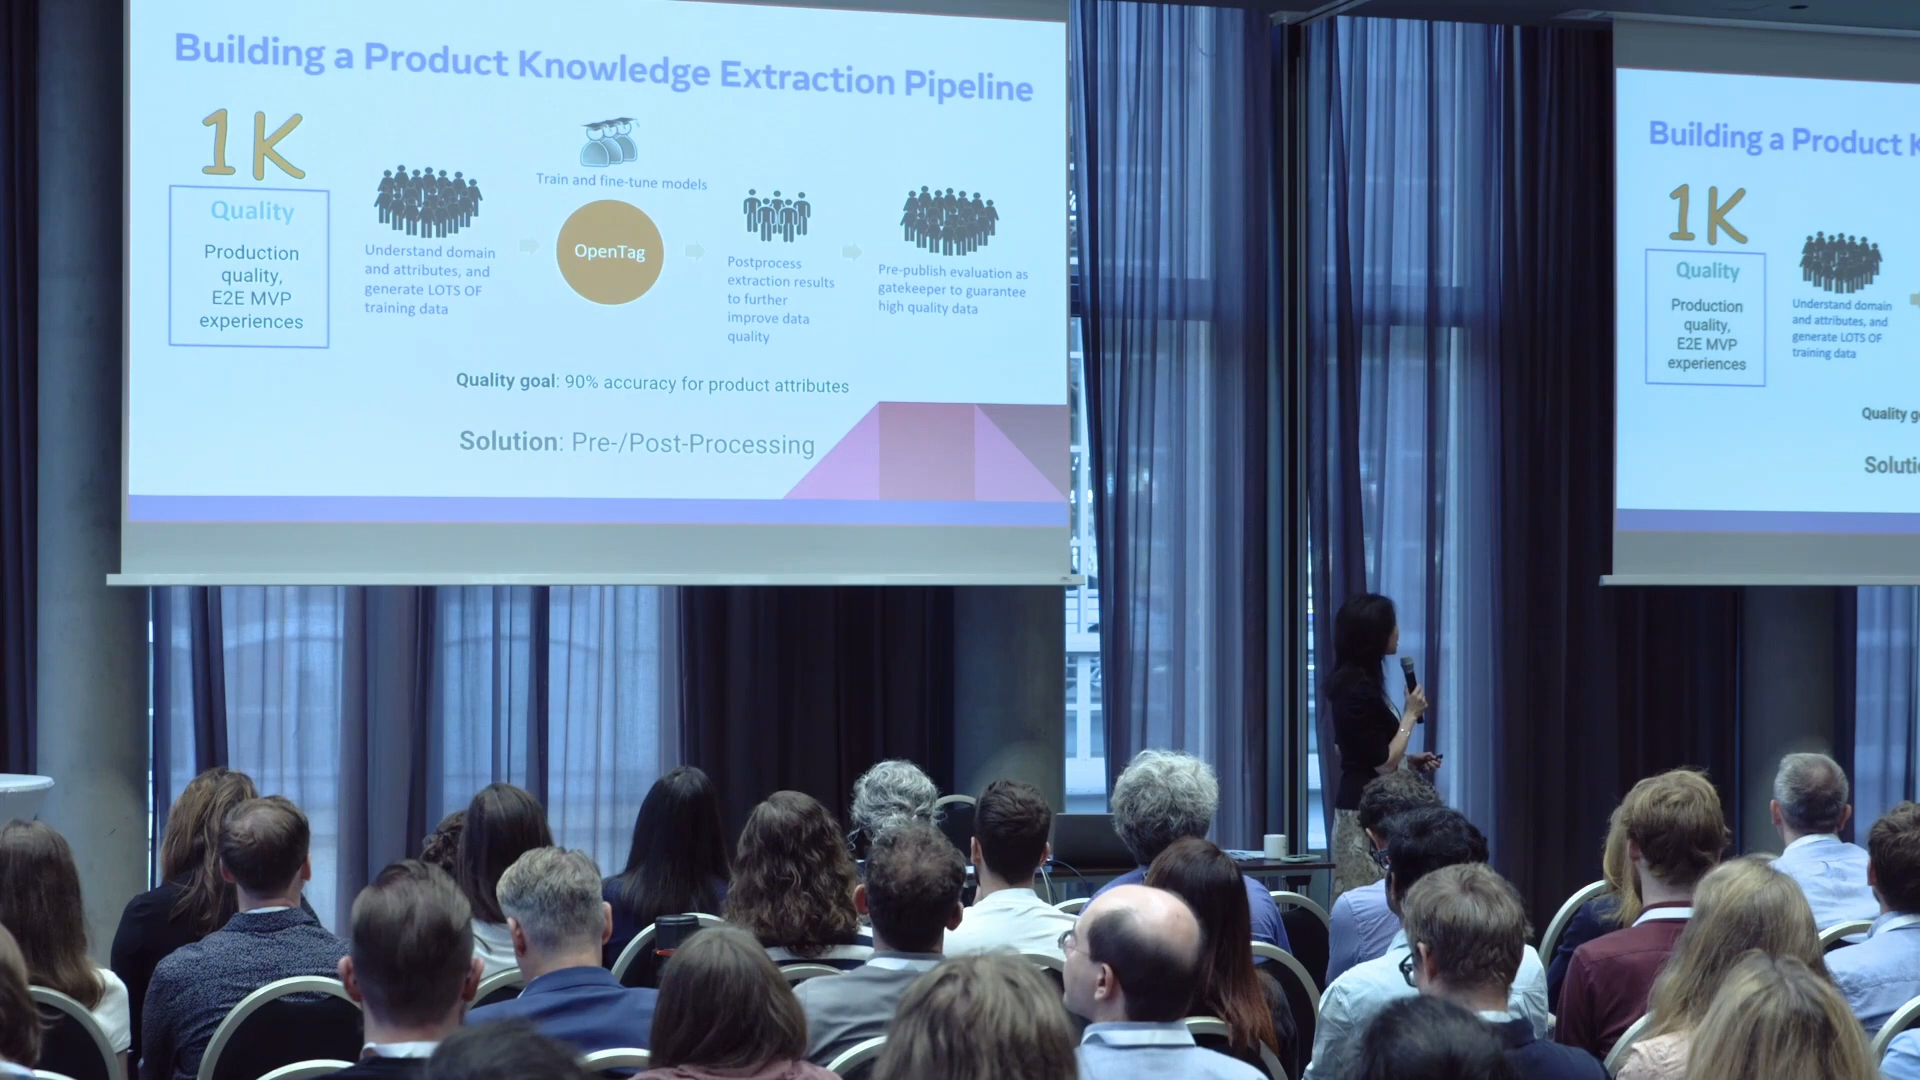 Building a Product Knowledge Extraction Pipeline
1K
Quality
Production
quality,
E2E MVP
experiences
Understand domain
and attributes, and
generate LOTS OF
training data
Train and fine-tune models
OpenTag
Postprocess
extraction results
to further
improve data
quality
Pre-publish evaluation as
gatekeeper to guarantee
high quality data
Quality goal: 90% accuracy for product attributes
Solution: Pre-/Post-Processing
Building a Product K
1K
Quality
Production
quality,
E2E MVP
experiences
Understand domain
and attributes, and
generate LOTS OF
training data
Quality g
Soluti